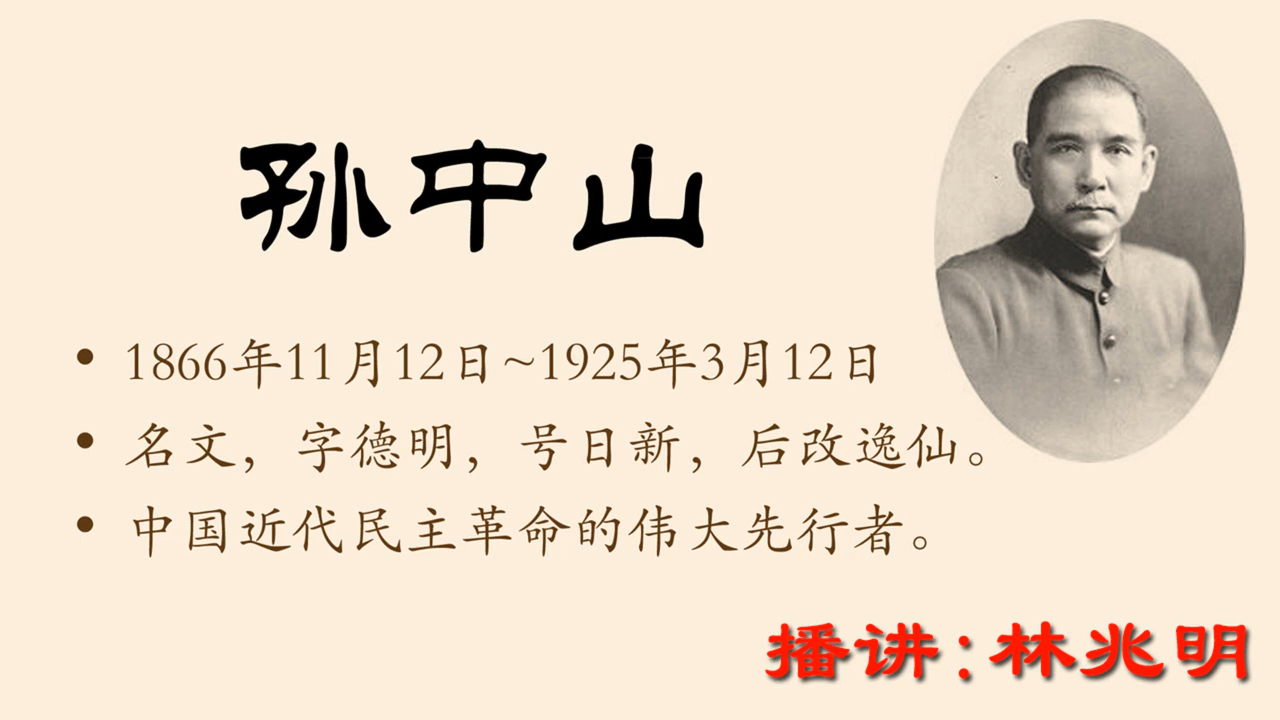 孙中山
• 1866年11月12日~1925年3月12日
• 名文，字德明，号日新，后改逸仙。
• 中国近代民主革命的伟大先行者。
播讲:林兆明